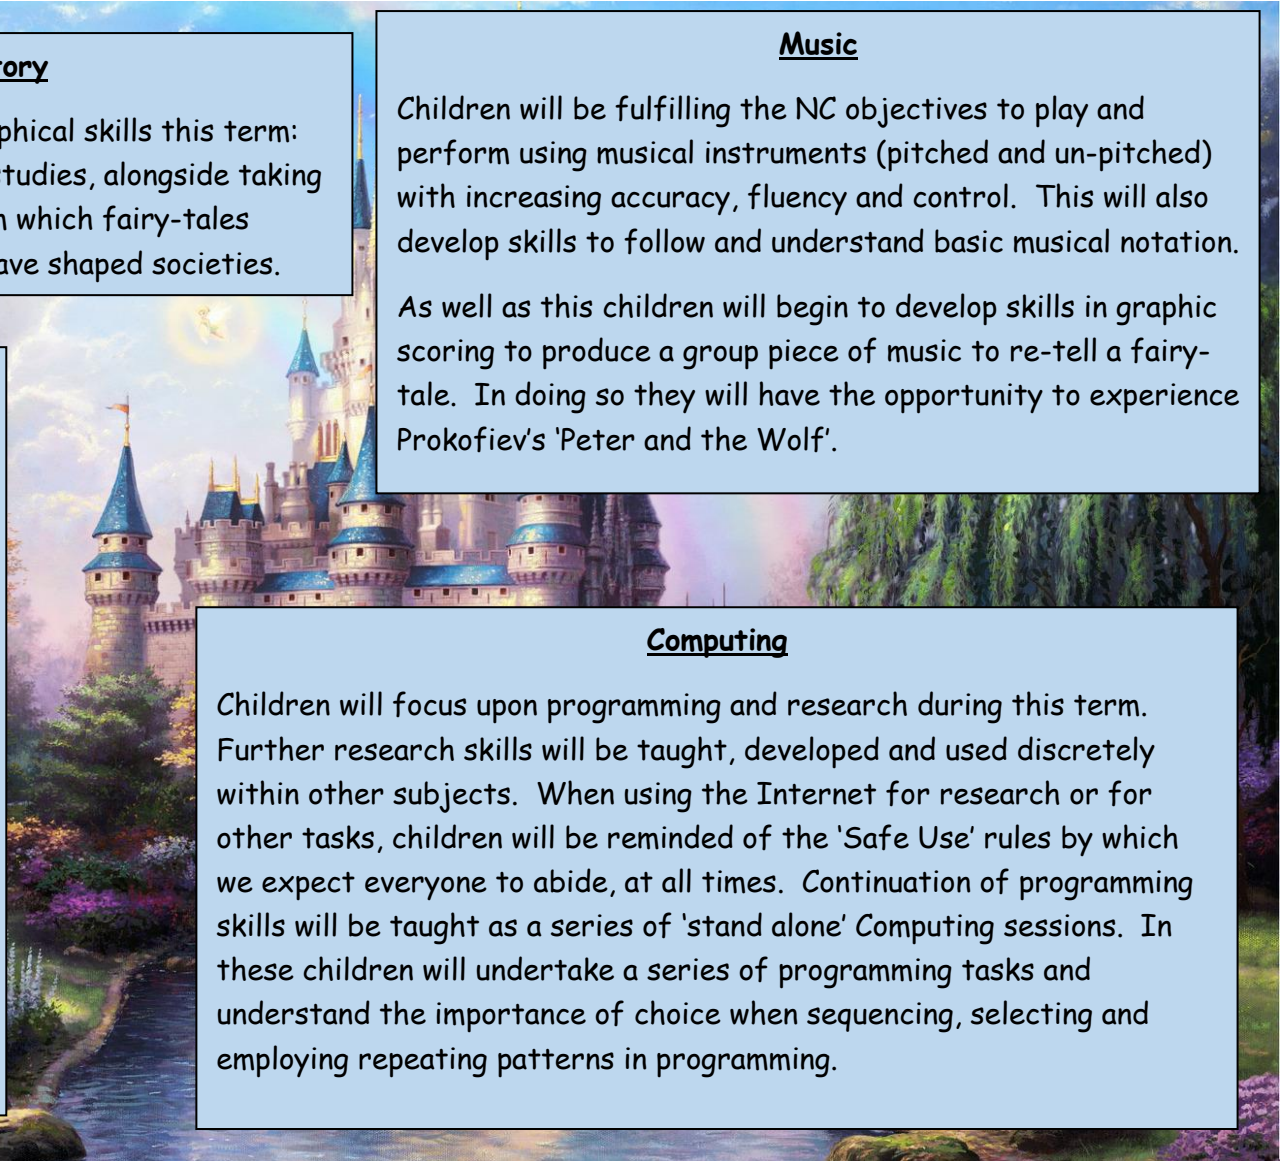 phical skills this term:
tudies, alongside taking
which fairy-tales
ave shaped societies.
Music
Children will be fulfilling the NC objectives to play and
perform using musical instruments (pitched and un-pitched)
with increasing accuracy, fluency and control.  This will also
develop skills to follow and understand basic musical notation.
As well as this children will begin to develop skills in graphic
scoring to produce a group piece of music to re-tell a fairy-
tale.  In doing so they will have the opportunity to experience
Prokofiev’s ‘Peter and the Wolf’.
Computing
Children will focus upon programming and research during this term.
Further research skills will be taught, developed and used discretely
within other subjects.  When using the Internet for research or for
other tasks, children will be reminded of the ‘Safe Use’ rules by which
we expect everyone to abide, at all times.  Continuation of programming
skills will be taught as a series of ‘stand alone’ Computing sessions.  In
these children will undertake a series of programming tasks and
understand the importance of choice when sequencing, selecting and
employing repeating patterns in programming.